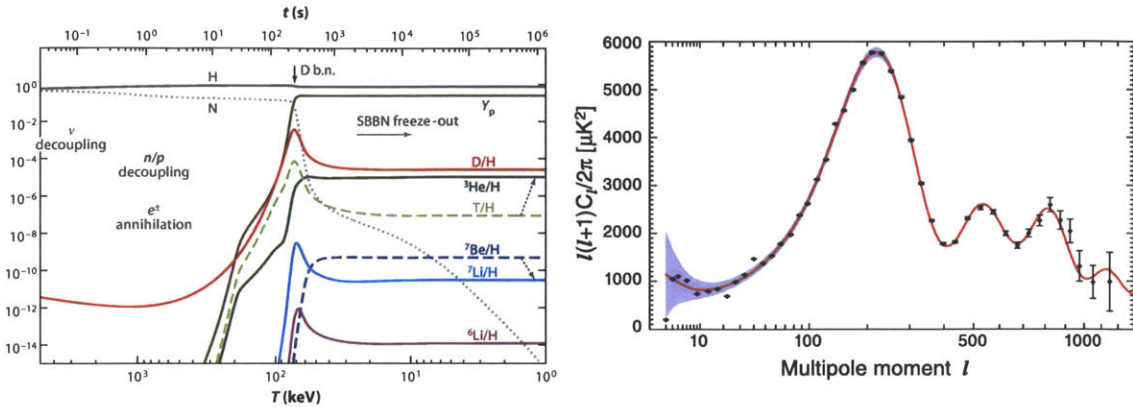 t (s)
10⁻¹ 10⁰ 10¹ 10² 10³ 10⁴ 10⁵ 10⁶
D b.n.
H
N
Yₚ
SBBN freeze-out
ν
decoupling
n/p
decoupling
e±
annihilation
D/H
³He/H
T/H
⁷Be/H
⁷Li/H
⁶Li/H
10⁰
10⁻²
10⁻⁴
10⁻⁶
10⁻⁸
10⁻¹⁰
10⁻¹²
10⁻¹⁴
10³ 10² 10¹ 10⁰
T (keV)
l(l+1)Cₗ/2π [μK²]
6000
5000
4000
3000
2000
1000
0
10 100 500 1000
Multipole moment l